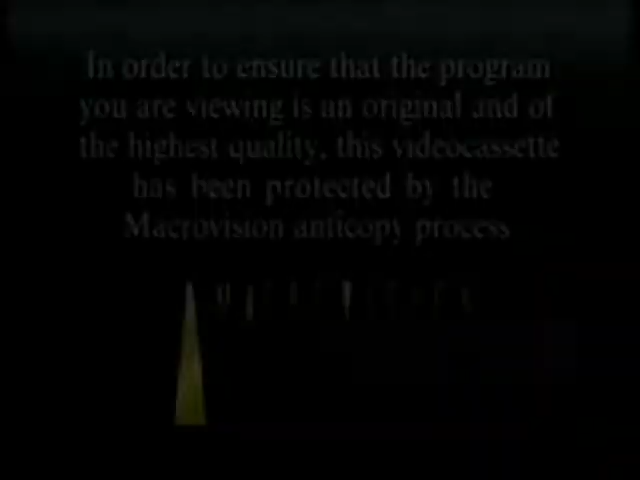 In order to ensure that the program
you are viewing is an original and of
the highest quality, this videocassette
has been protected by the
Macrovision anticopy process